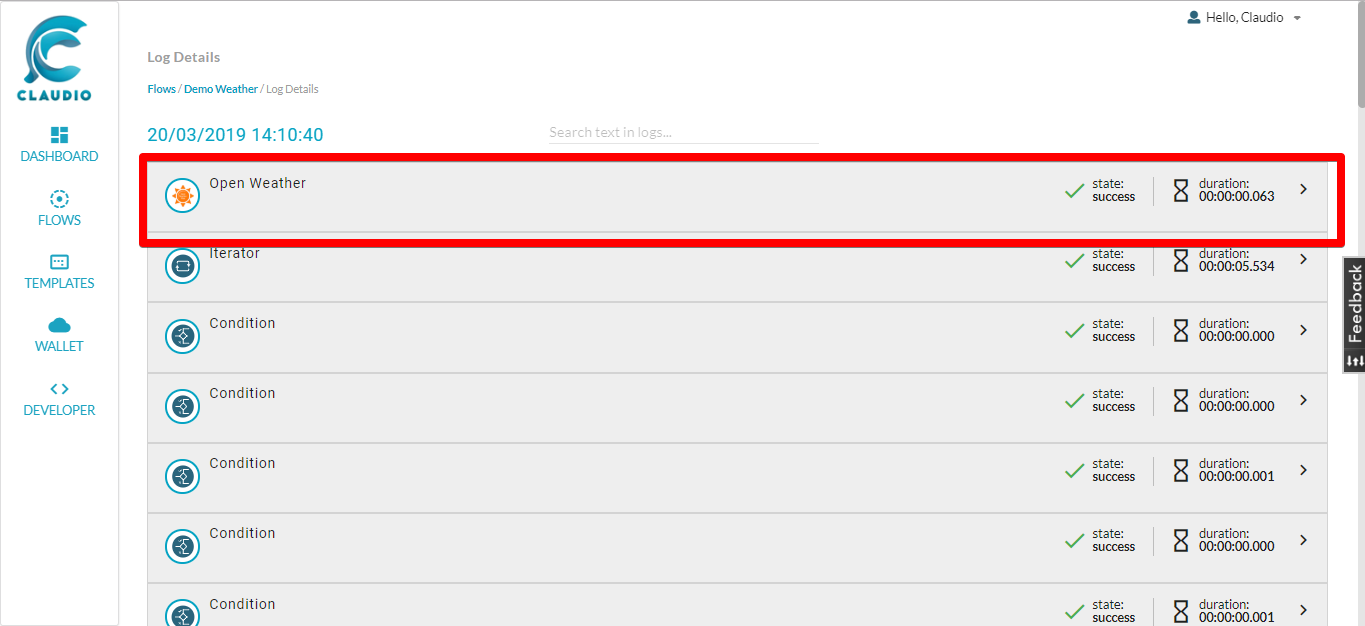 Hello, Claudio
CLAUDIO
DASHBOARD
FLOWS
TEMPLATES
WALLET
DEVELOPER
Log Details
Flows / Demo Weather / Log Details
20/03/2019 14:10:40
Search text in logs...
Open Weather
state:
success
duration:
00:00:00.063
Iterator
state:
success
duration:
00:00:05.534
Condition
state:
success
duration:
00:00:00.000
Condition
state:
success
duration:
00:00:00.000
Condition
state:
success
duration:
00:00:00.001
Condition
state:
success
duration:
00:00:00.000
Condition
state:
success
duration:
00:00:00.001
Feedback